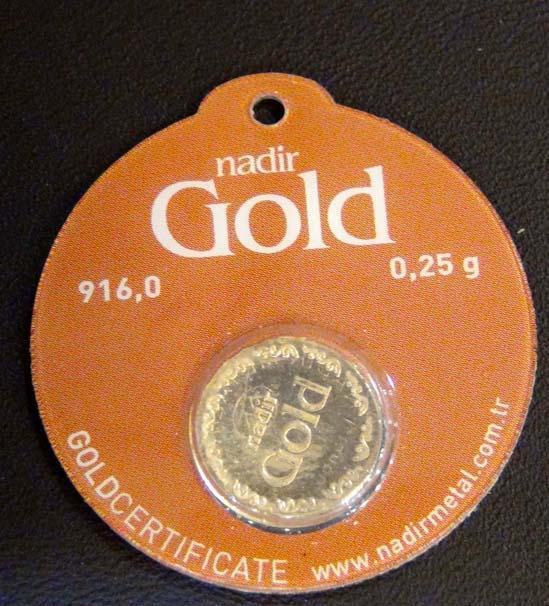 nadir
Gold
916,0
0,25 g
nadir
Gold
GOLDCERTIFICATE
www.nadirmetal.com.tr